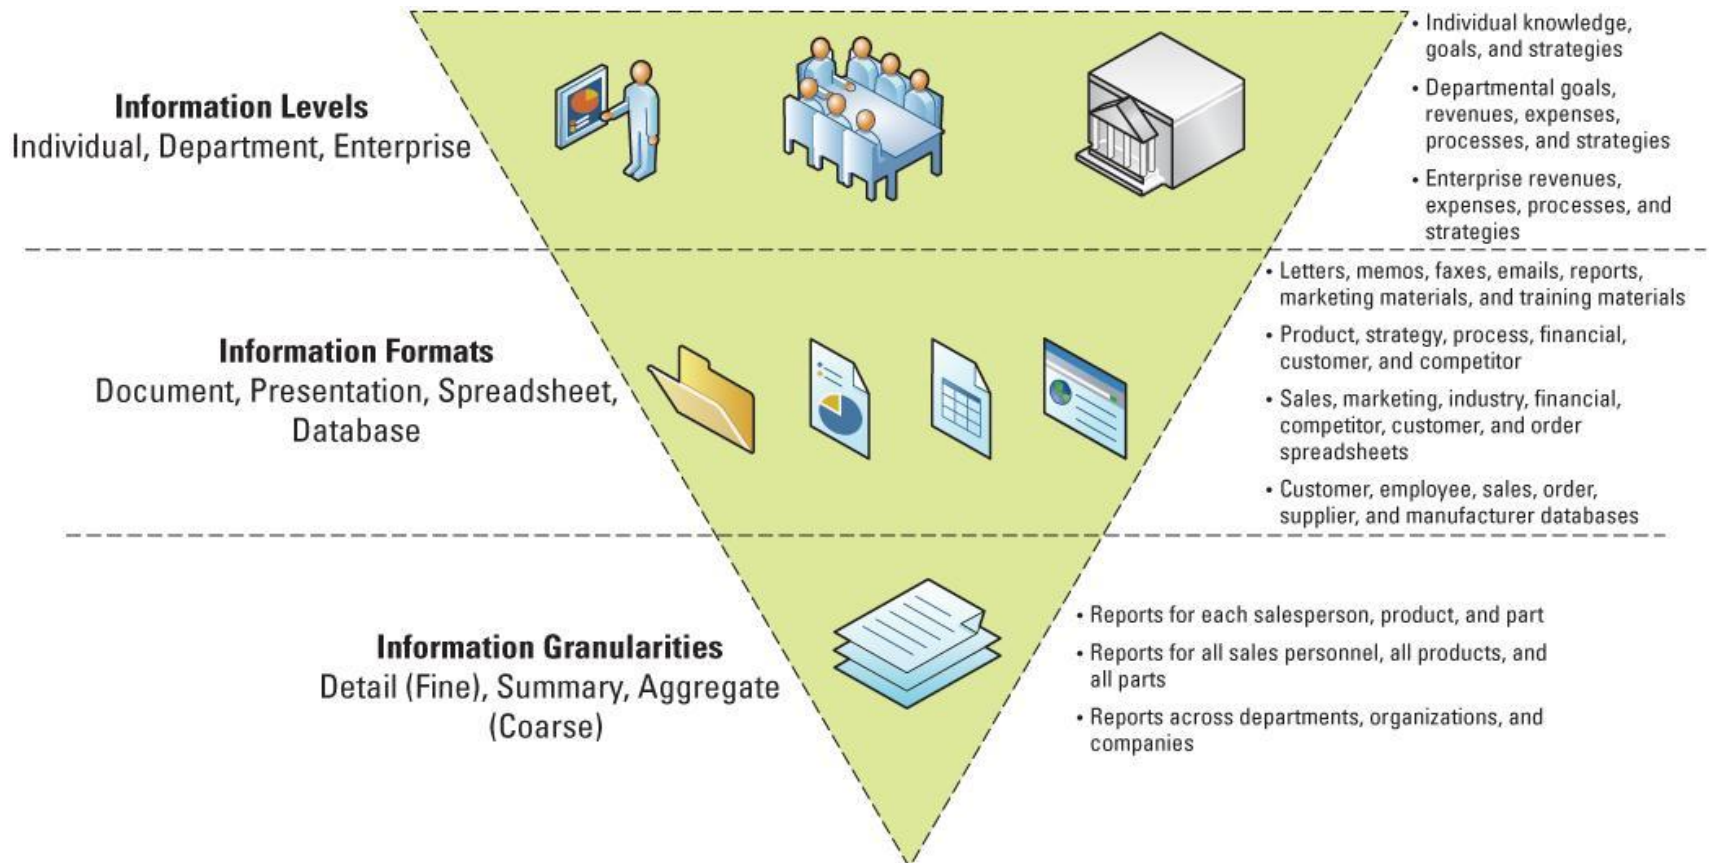 Information Levels
Individual, Department, Enterprise
• Individual knowledge,
goals, and strategies
• Departmental goals,
revenues, expenses,
processes, and strategies
• Enterprise revenues,
expenses, processes, and
strategies
Information Formats
Document, Presentation, Spreadsheet,
Database
• Letters, memos, faxes, emails, reports,
marketing materials, and training materials
• Product, strategy, process, financial,
customer, and competitor
• Sales, marketing, industry, financial,
competitor, customer, and order
spreadsheets
• Customer, employee, sales, order,
supplier, and manufacturer databases
Information Granularities
Detail (Fine), Summary, Aggregate
(Coarse)
• Reports for each salesperson, product, and part
• Reports for all sales personnel, all products, and
all parts
• Reports across departments, organizations, and
companies